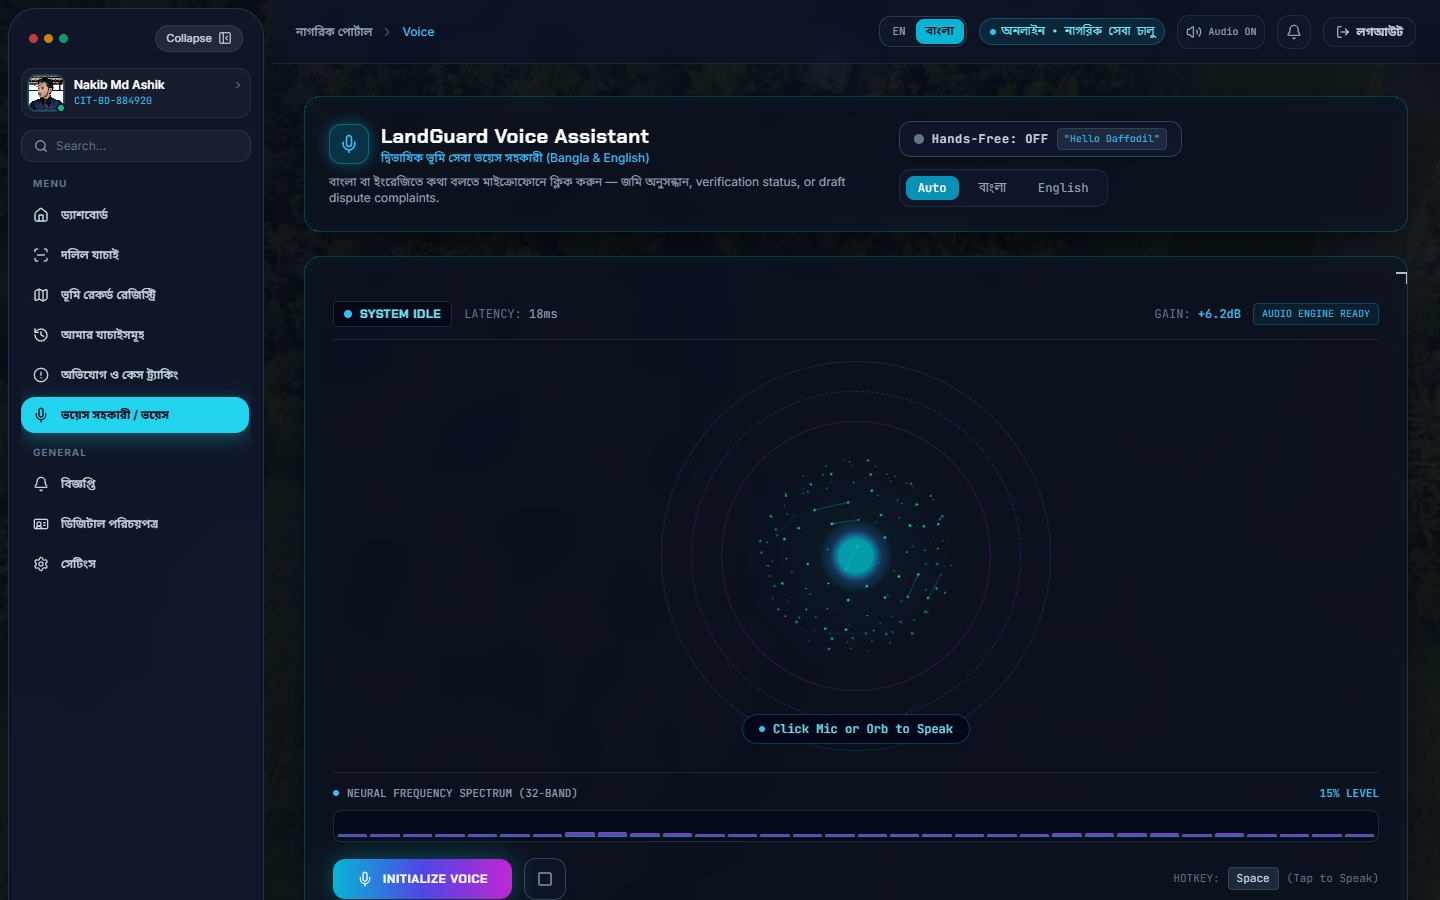 Collapse
Nakib Md Ashik
CIT-BD-884920
Search...
MENU
ড্যাশবোর্ড
দলিল যাচাই
ভূমি রেকর্ড রেজিস্ট্রি
আমার যাচাইসমূহ
অভিযোগ ও কেস ট্র্যাকিং
ভয়েস সহকারী / ভয়েস
GENERAL
বিজ্ঞপ্তি
ডিজিটাল পরিচয়পত্র
সেটিংস
নাগরিক পোর্টাল > Voice
EN বাংলা
অনলাইন • নাগরিক সেবা চালু
Audio ON
লগআউট
LandGuard Voice Assistant
দ্বিভাষিক ভূমি সেবা ভয়েস সহকারী (Bangla & English)
বাংলা বা ইংরেজিতে কথা বলতে মাইক্রোফোনে ক্লিক করুন — জমি অনুসন্ধান, verification status, or draft
dispute complaints.
Hands-Free: OFF "Hello Daffodil"
Auto বাংলা English
SYSTEM IDLE LATENCY: 18ms
GAIN: +6.2dB AUDIO ENGINE READY
Click Mic or Orb to Speak
NEURAL FREQUENCY SPECTRUM (32-BAND)
15% LEVEL
INITIALIZE VOICE
HOTKEY: Space (Tap to Speak)